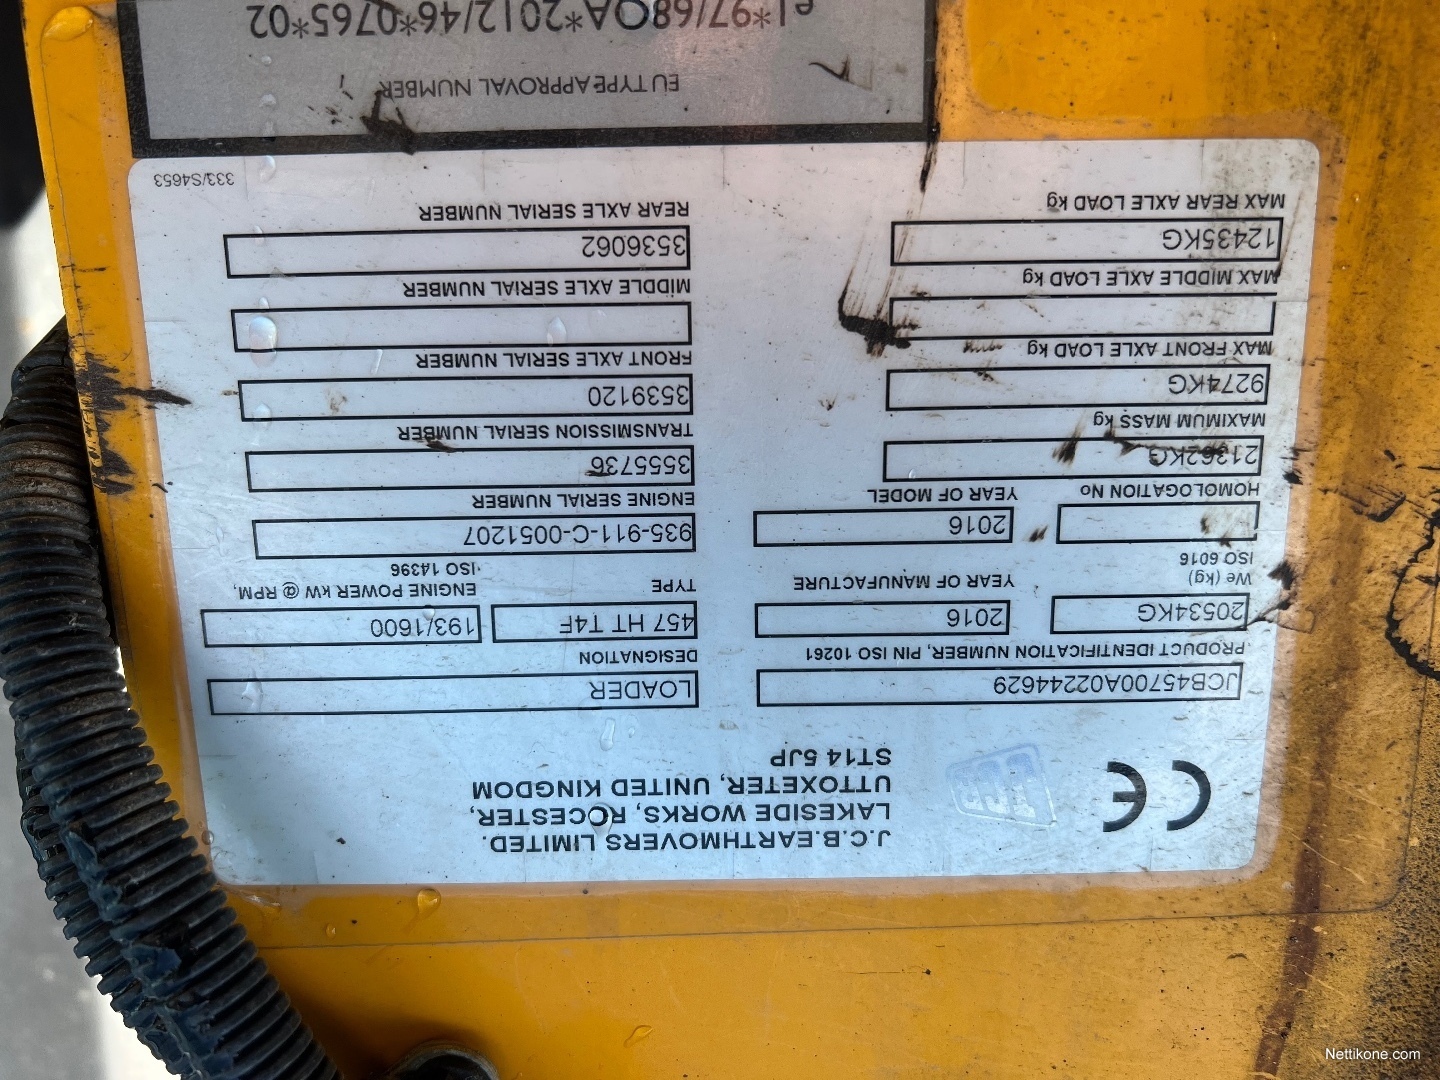 J.C.B.EARTHMOVERS LIMITED.
LAKESIDE WORKS, ROCESTER,
UTTOXETER, UNITED KINGDOM
ST14 5JP
CE
JCB
JCB45700A02244629
PRODUCT IDENTIFICATION NUMBER, PIN ISO 10261
LOADER
DESIGNATION
20534KG
We (kg)
ISO 6016
2016
YEAR OF MANUFACTURE
457 HT T4F
TYPE
193/1600
ENGINE POWER kW @ RPM,
ISO 14396
HOMOLOGATION No
2016
YEAR OF MODEL
935-911-C-0051207
ENGINE SERIAL NUMBER
21362KG
MAXIMUM MASS kg
3555736
TRANSMISSION SERIAL NUMBER
9274KG
MAX FRONT AXLE LOAD kg
3539120
FRONT AXLE SERIAL NUMBER
MAX MIDDLE AXLE LOAD kg
MIDDLE AXLE SERIAL NUMBER
12435KG
MAX REAR AXLE LOAD kg
3536062
REAR AXLE SERIAL NUMBER
333/S4653
EU TYPE APPROVAL NUMBER
e1*97/68QA*2012/46*0765*02
Nettikone.com